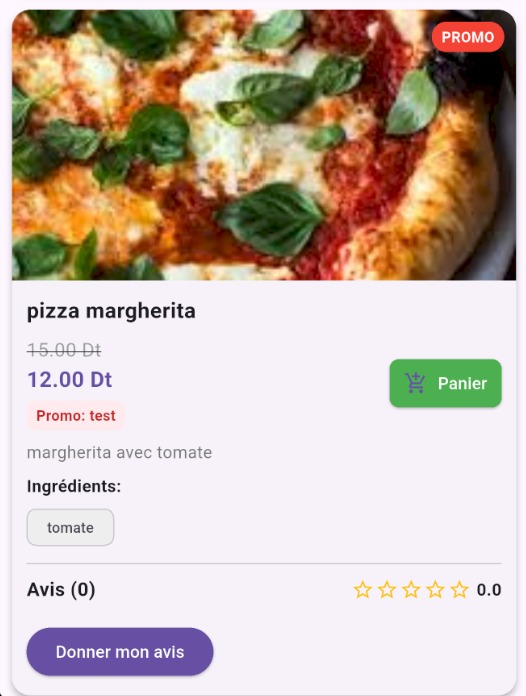 PROMO
pizza margherita
15.00 Dt
12.00 Dt
Panier
Promo: test
margherita avec tomate
Ingrédients:
tomate
Avis (0)
0.0
Donner mon avis